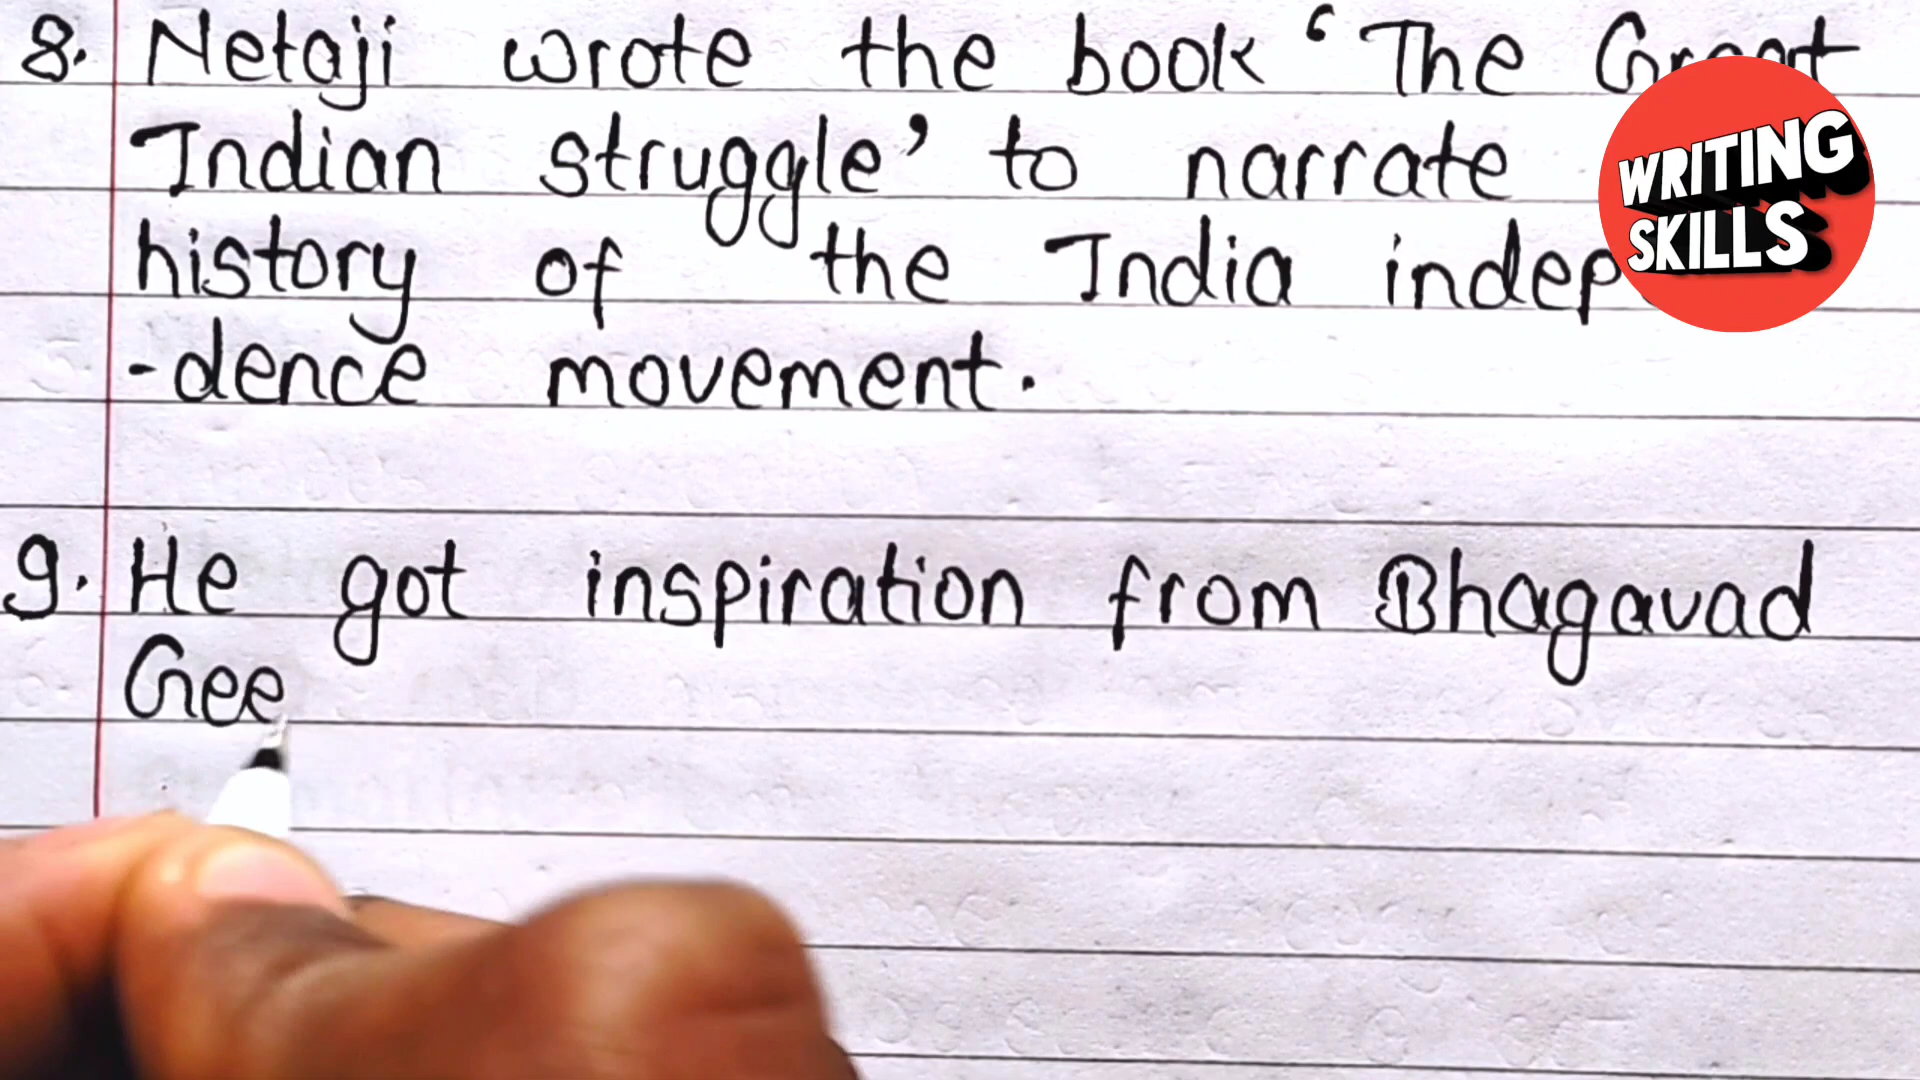 8. Netaji wrote the book ‘The Great
Indian struggle’ to narrate
history of the India indep
-dence movement.
9. He got inspiration from Bhagavad
Gee
WRITING
SKILLS